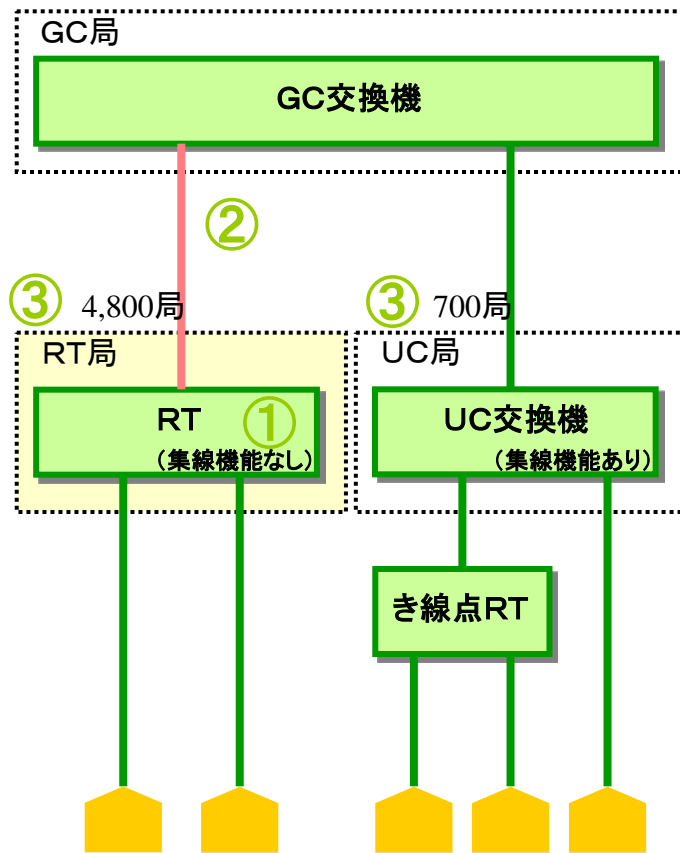 GC局
GC交換機
②
③ 4,800局
③ 700局
RT局
UC局
RT ①
(集線機能なし)
UC交換機
(集線機能あり)
き線点RT